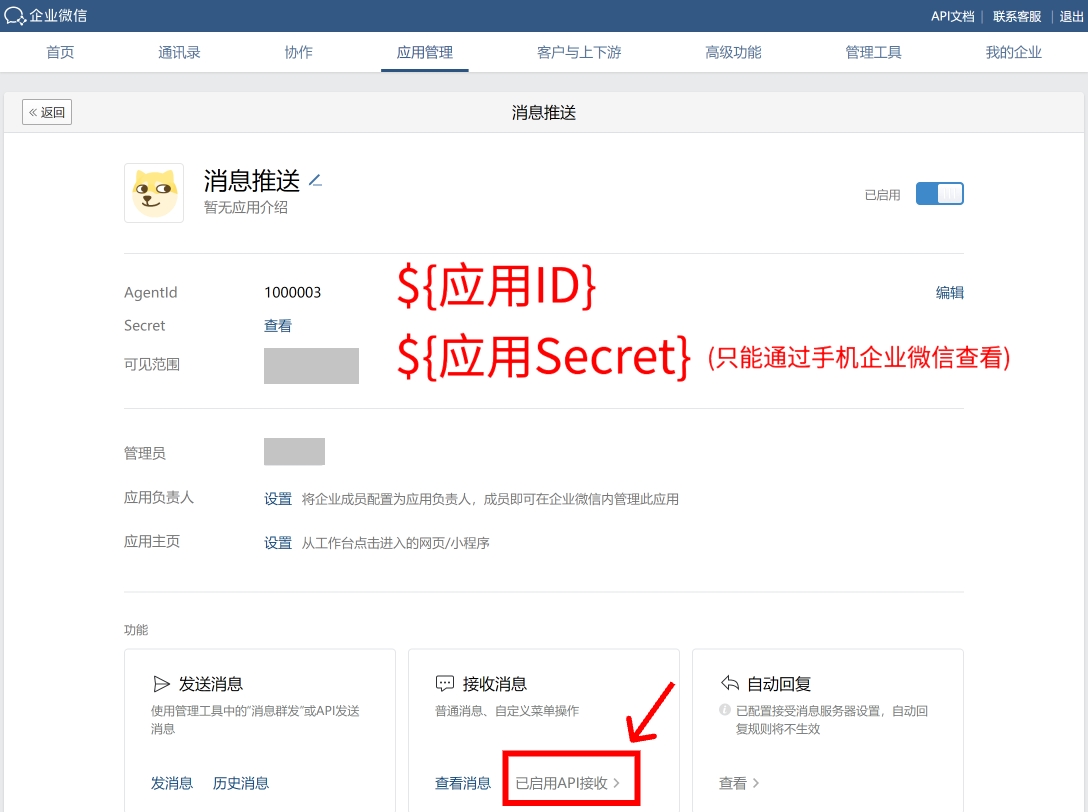 企业微信
API文档 | 联系客服 | 退出
首页 通讯录 协作 应用管理 客户与上下游 高级功能 管理工具 我的企业
« 返回
消息推送
消息推送
暂无应用介绍
已启用
AgentId 1000003 ${应用ID} 编辑
Secret 查看
可见范围 ${应用Secret} (只能通过手机企业微信查看)
管理员
应用负责人 设置 将企业成员配置为应用负责人，成员即可在企业微信内管理此应用
应用主页 设置 从工作台点击进入的网页/小程序
功能
发送消息
使用管理工具中的“消息群发”或API发送
消息
发消息 历史消息
接收消息
普通消息、自定义菜单操作
查看消息 已启用API接收 >
自动回复
已配置接受消息服务器设置，自动回
复规则将不生效
查看 >